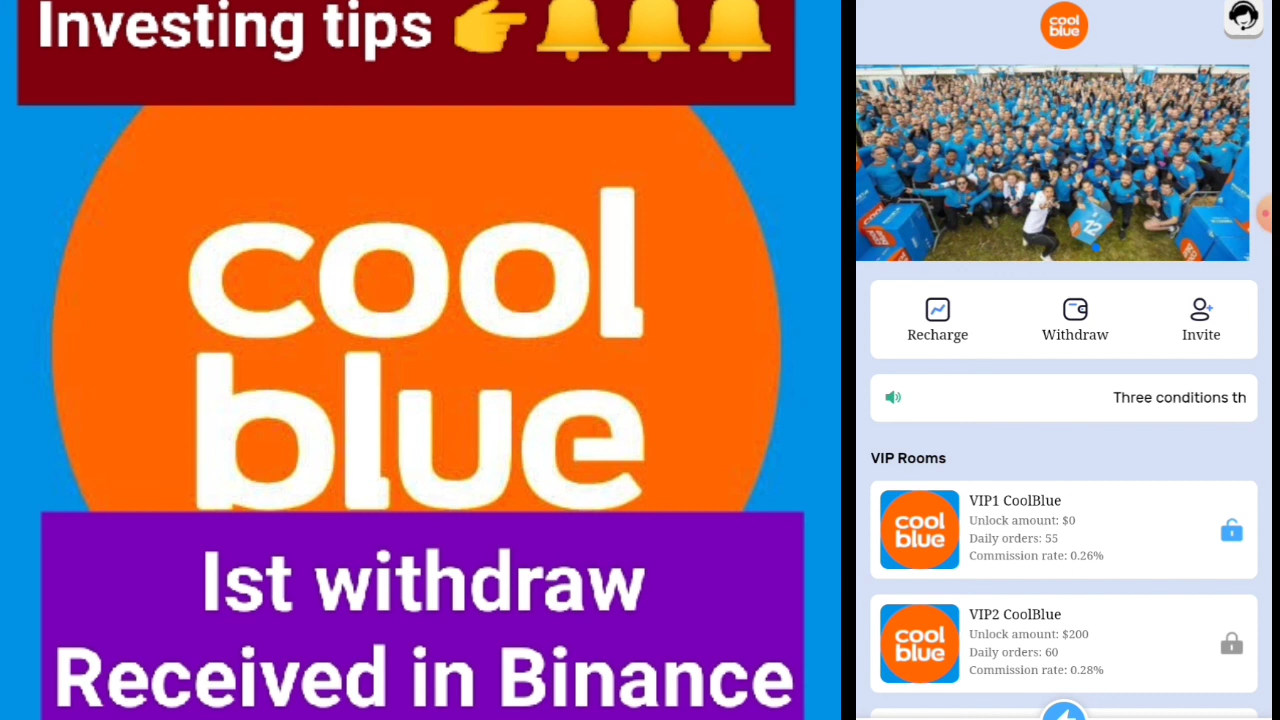 Investing tips 👉🔔🔔🔔
cool
blue
Ist withdraw
Received in Binance
cool
blue
12
Recharge
Withdraw
Invite
Three conditions th
VIP Rooms
cool
blue
VIP1 CoolBlue
Unlock amount: $0
Daily orders: 55
Commission rate: 0.26%
cool
blue
VIP2 CoolBlue
Unlock amount: $200
Daily orders: 60
Commission rate: 0.28%